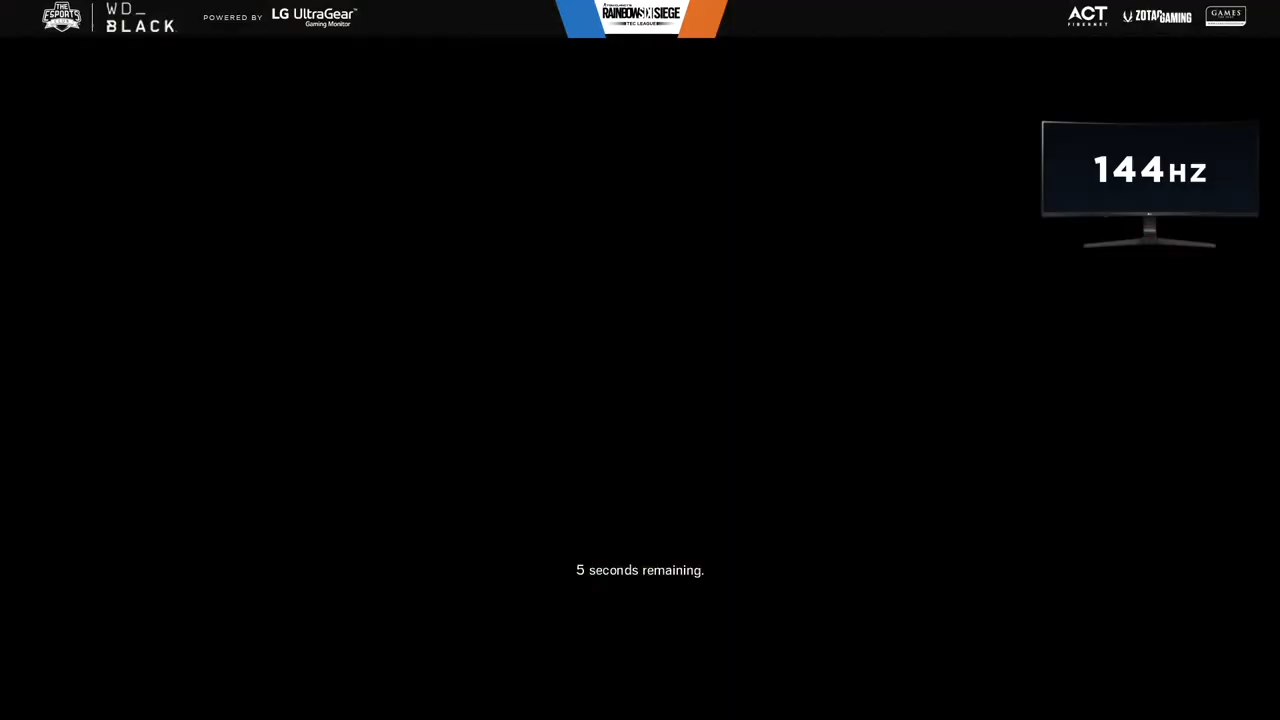 THE
ESPORTS
CLUB
WD_
BLACK
POWERED BY
LG UltraGear
Gaming Monitor
RAINBOW SIX SIEGE
TEC LEAGUE
ACT
FIBERNET
ZOTAC GAMING
GAMES
144HZ
5 seconds remaining.